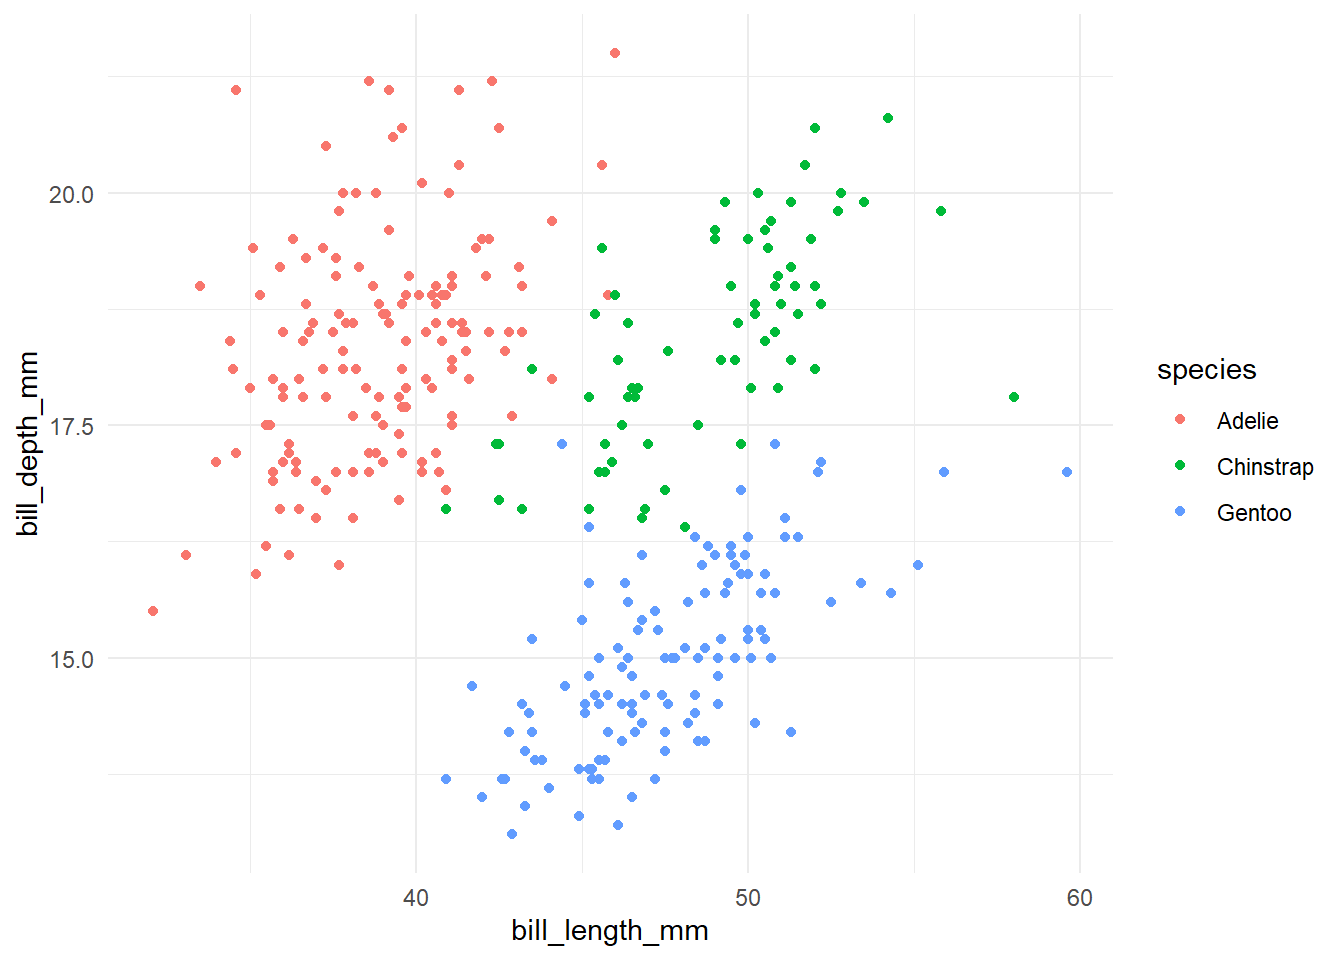 20.0
17.5
15.0
bill_depth_mm
40
50
60
bill_length_mm
species
Adelie
Chinstrap
Gentoo